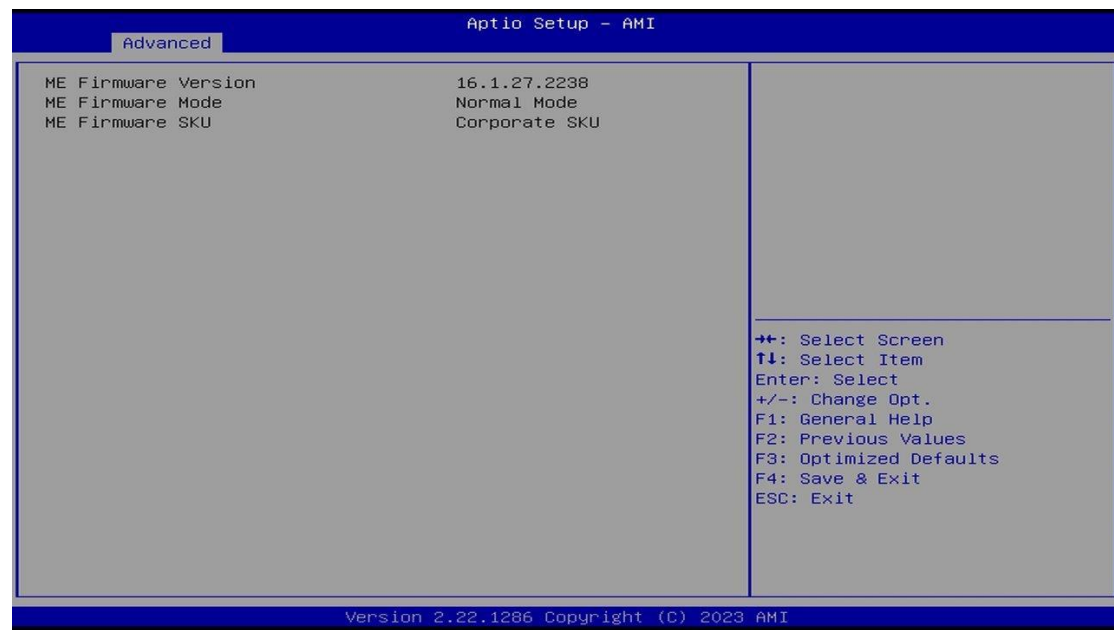 Aptio Setup – AMI
Advanced
ME Firmware Version 16.1.27.2238
ME Firmware Mode Normal Mode
ME Firmware SKU Corporate SKU
→←: Select Screen
↑↓: Select Item
Enter: Select
+/-: Change Opt.
F1: General Help
F2: Previous Values
F3: Optimized Defaults
F4: Save & Exit
ESC: Exit
Version 2.22.1286 Copyright (C) 2023 AMI